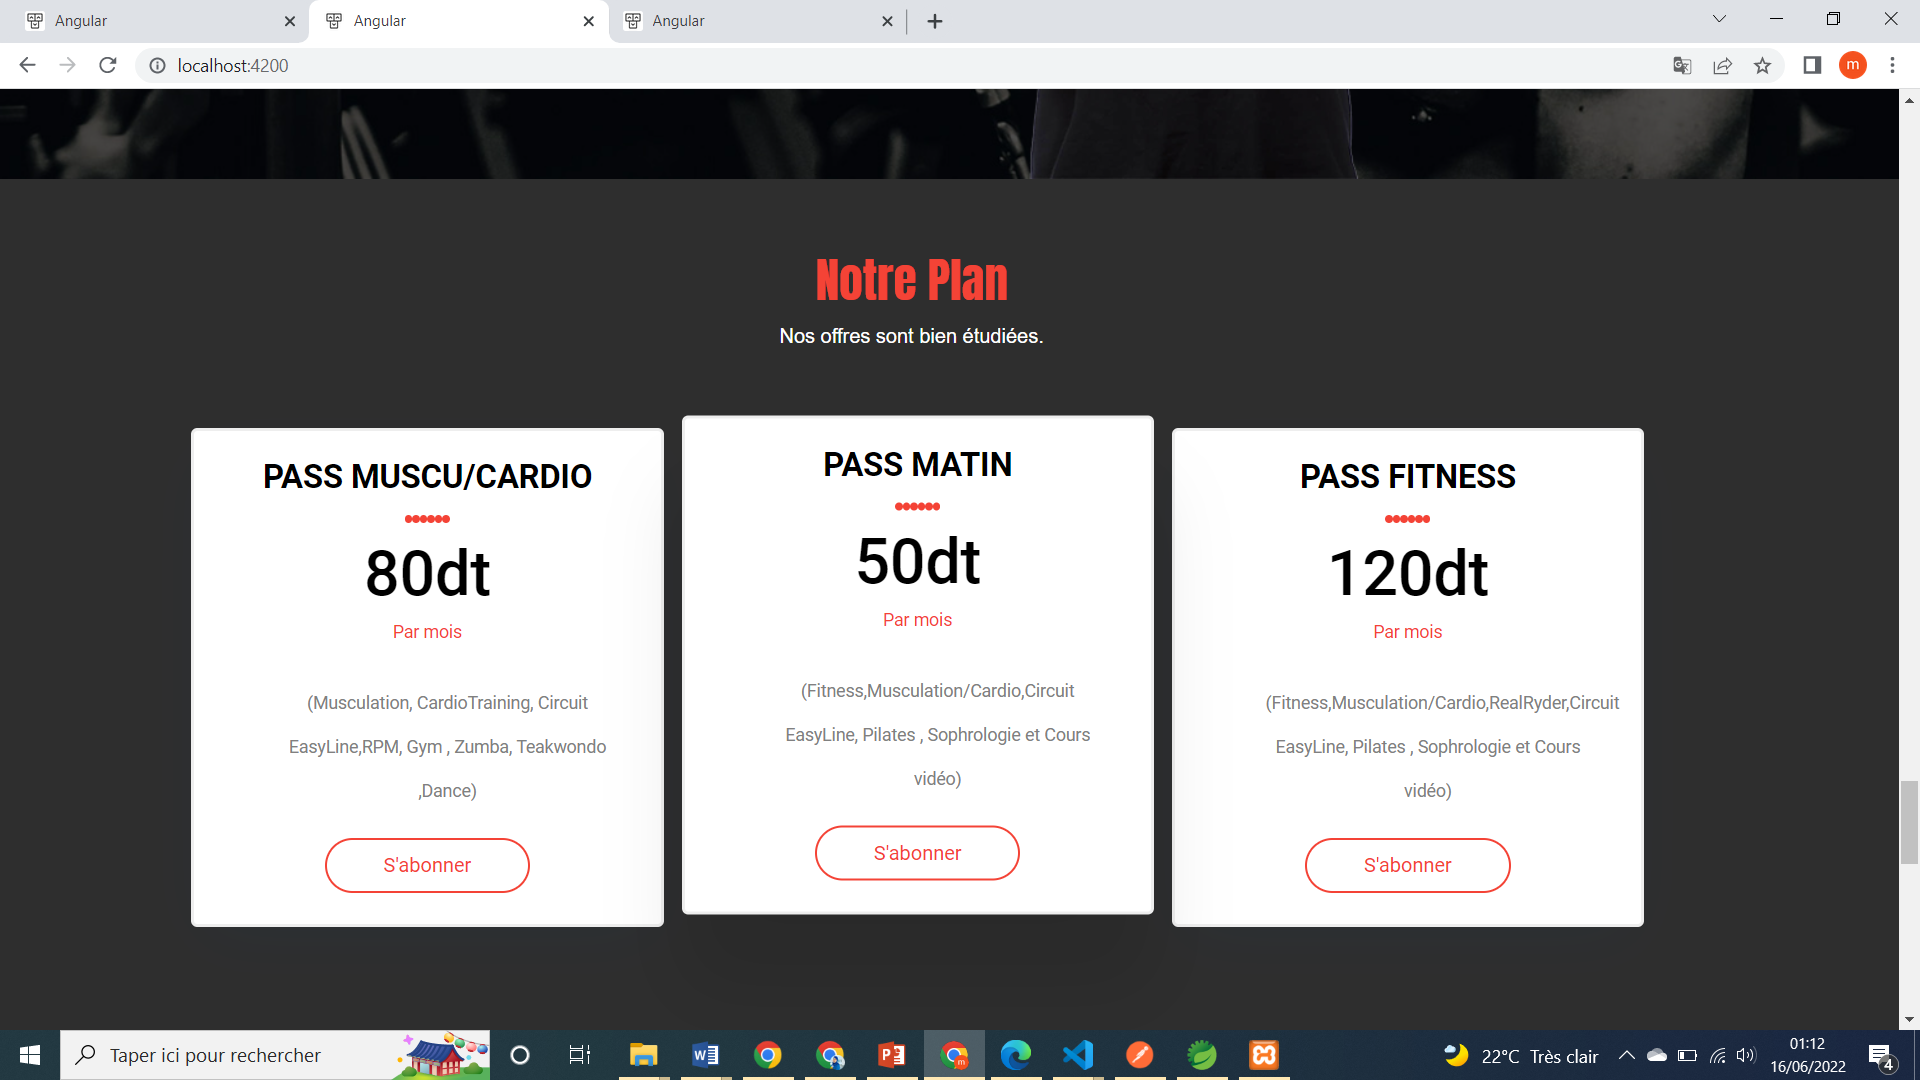 Angular
Angular
Angular
localhost:4200
m
Notre Plan
Nos offres sont bien étudiées.
PASS MUSCU/CARDIO
80dt
Par mois
(Musculation, CardioTraining, Circuit
EasyLine,RPM, Gym , Zumba, Teakwondo
,Dance)
S'abonner
PASS MATIN
50dt
Par mois
(Fitness,Musculation/Cardio,Circuit
EasyLine, Pilates , Sophrologie et Cours
vidéo)
S'abonner
PASS FITNESS
120dt
Par mois
(Fitness,Musculation/Cardio,RealRyder,Circuit
EasyLine, Pilates , Sophrologie et Cours
vidéo)
S'abonner
Taper ici pour rechercher
22°C Très clair
01:12
16/06/2022
4